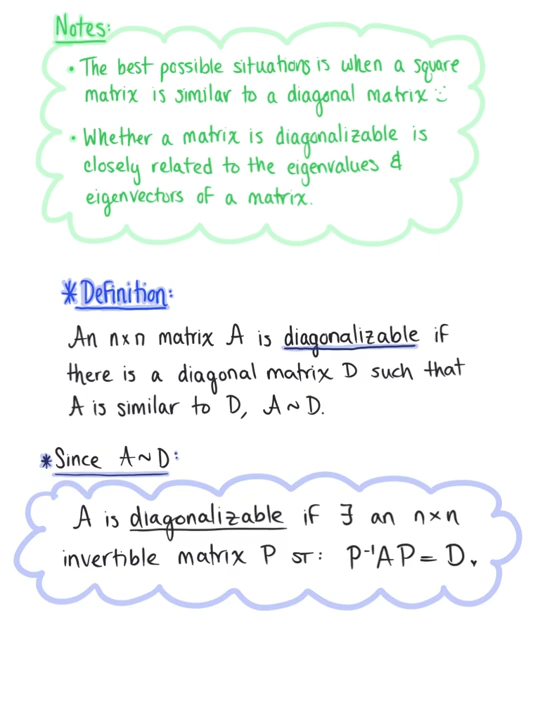 Notes:
• The best possible situations is when a square
matrix is similar to a diagonal matrix :)
• Whether a matrix is diagonalizable is
closely related to the eigenvalues &
eigenvectors of a matrix.
*Definition:
An n×n matrix A is diagonalizable if
there is a diagonal matrix D such that
A is similar to D, A~D.
*Since A~D:
A is diagonalizable if ∃ an n×n
invertible matrix P ST: P⁻¹AP = D.